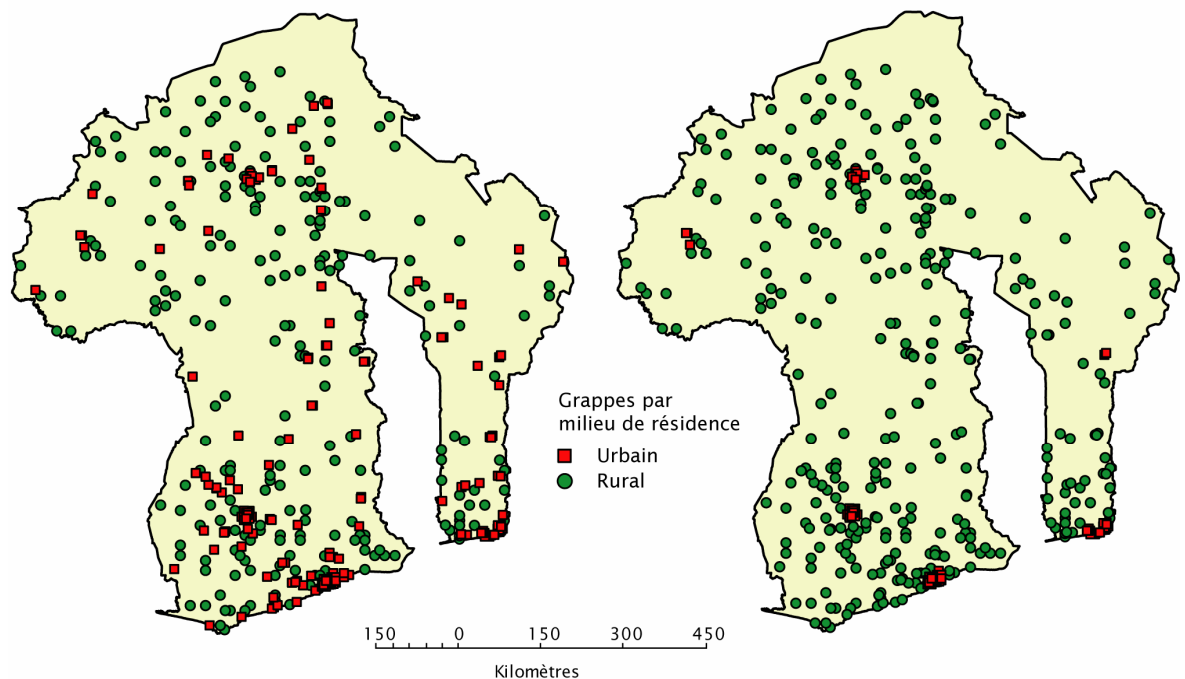 Grappes par
milieu de résidence
Urbain
Rural
150 0 150 300 450
Kilomètres